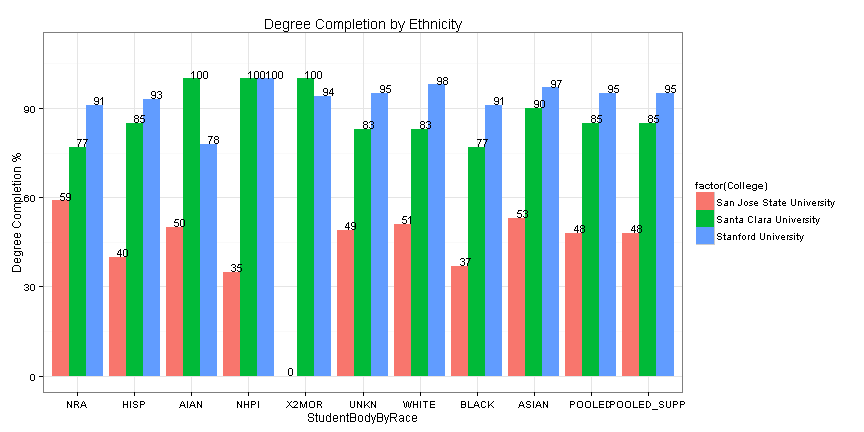 Degree Completion by Ethnicity
Degree Completion %
90
60
30
0
59 77 91
40 85 93
50 100 78
35 100 100
0 100 94
49 83 95
51 83 98
37 77 91
53 90 97
48 85 95
48 85 95
NRA HISP AIAN NHPI X2MOR UNKN WHITE BLACK ASIAN POOLED POOLED_SUPP
StudentBodyByRace
factor(College)
San Jose State University
Santa Clara University
Stanford University